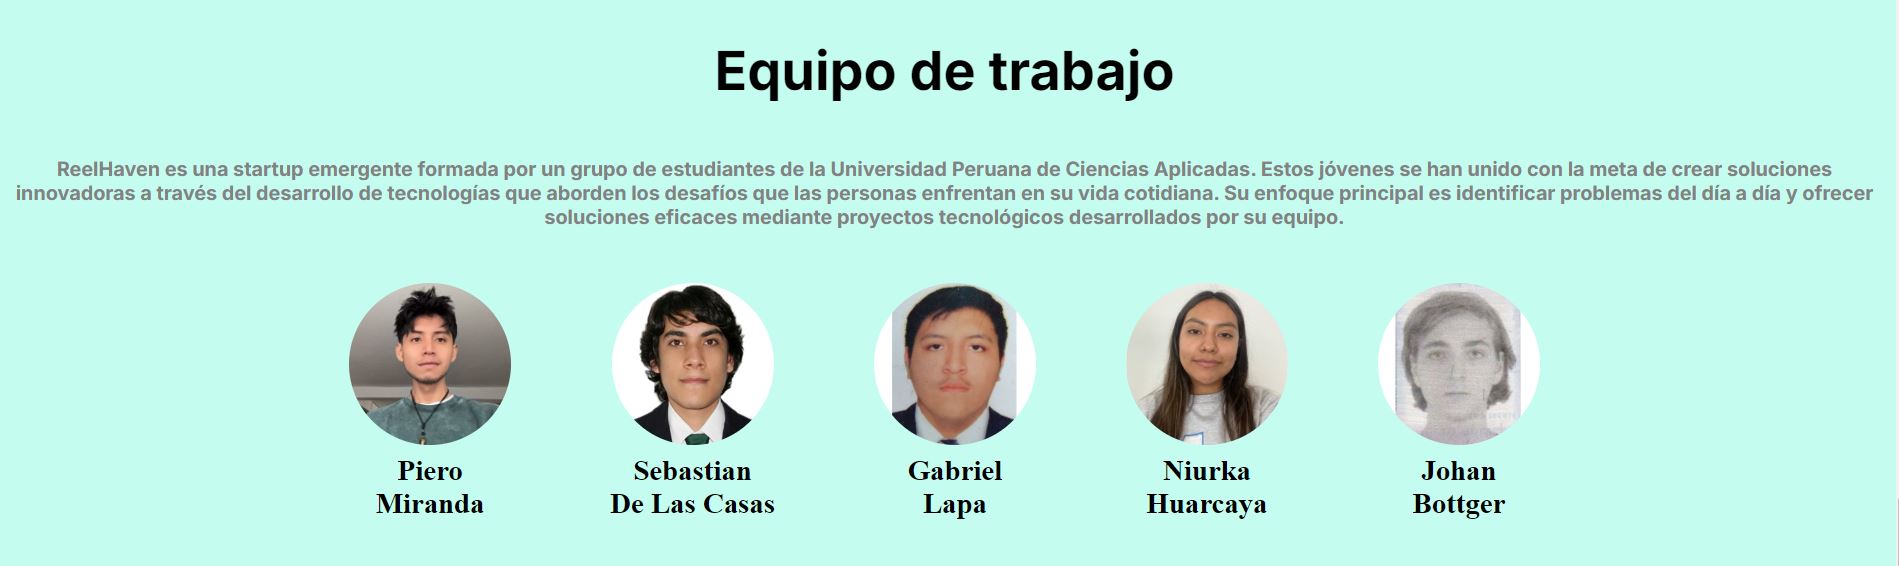 Equipo de trabajo
ReelHaven es una startup emergente formada por un grupo de estudiantes de la Universidad Peruana de Ciencias Aplicadas. Estos jóvenes se han unido con la meta de crear soluciones
innovadoras a través del desarrollo de tecnologías que aborden los desafíos que las personas enfrentan en su vida cotidiana. Su enfoque principal es identificar problemas del día a día y ofrecer
soluciones eficaces mediante proyectos tecnológicos desarrollados por su equipo.
Piero
Miranda
Sebastian
De Las Casas
Gabriel
Lapa
Niurka
Huarcaya
Johan
Bottger